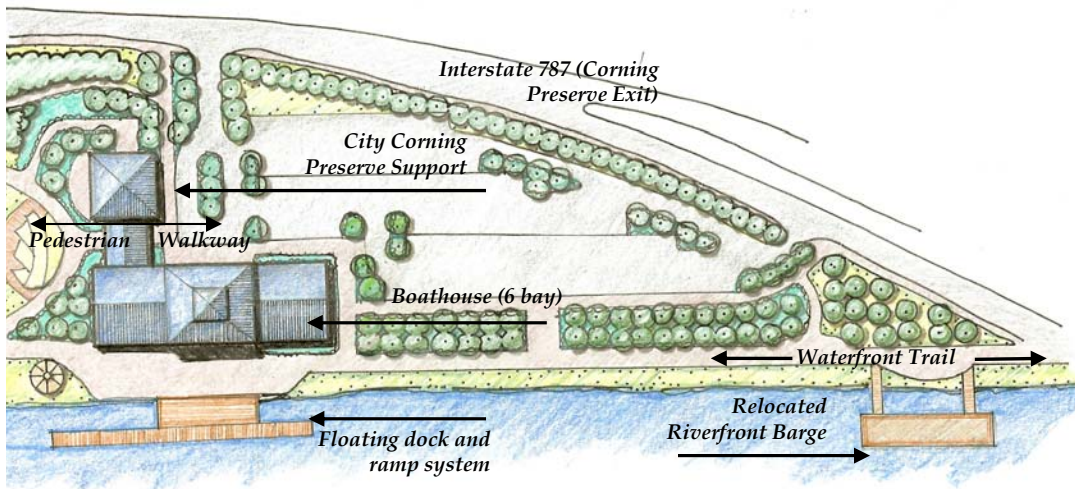 Interstate 787 (Corning
Preserve Exit)
City Corning
Preserve Support
Pedestrian Walkway
Boathouse (6 bay)
Waterfront Trail
Relocated
Riverfront Barge
Floating dock and
ramp system